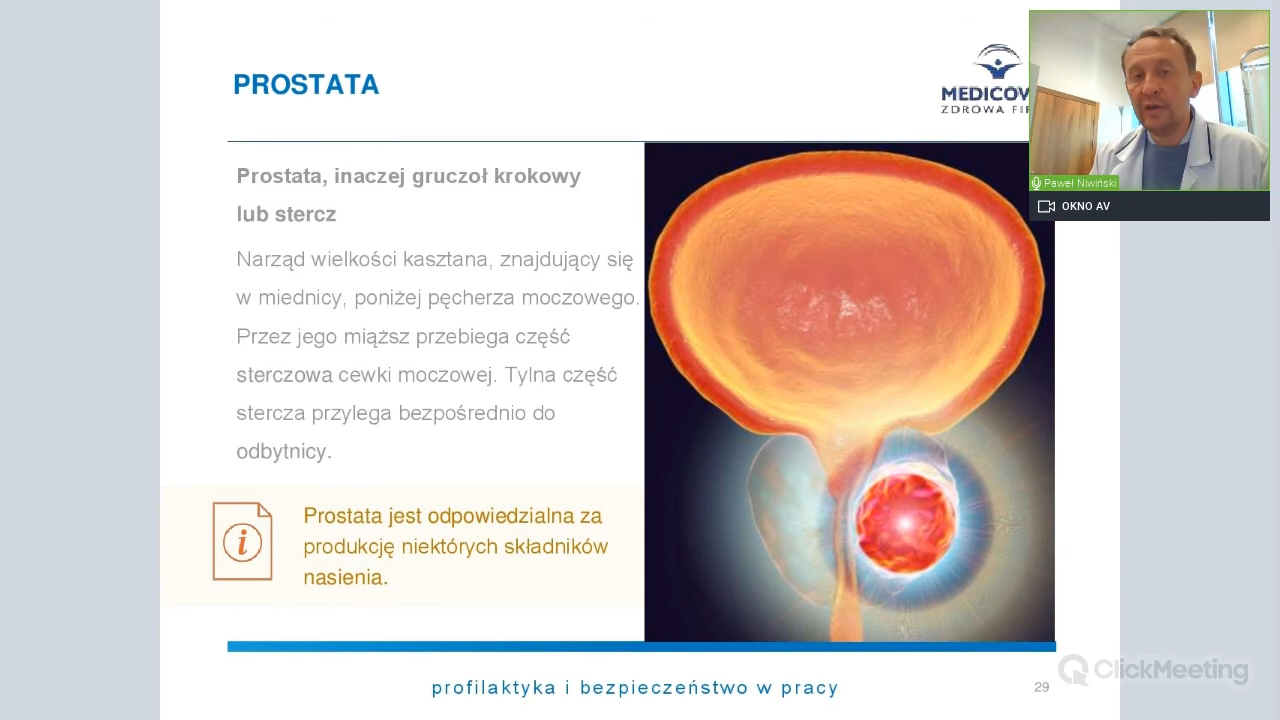 PROSTATA
MEDICOV
ZDROWA FIR
Paweł Niwiński
OKNO AV
Prostata, inaczej gruczoł krokowy
lub stercz
Narząd wielkości kasztana, znajdujący się
w miednicy, poniżej pęcherza moczowego.
Przez jego miąższ przebiega część
sterczowa cewki moczowej. Tylna część
stercza przylega bezpośrednio do
odbytnicy.
i
Prostata jest odpowiedzialna za
produkcję niektórych składników
nasienia.
profilaktyka i bezpieczeństwo w pracy
29
ClickMeeting